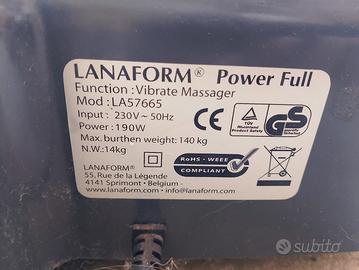 LANAFORM® Power Full
Function : Vibrate Massager
Mod : LA57665
Input : 230V ~ 50Hz
Power : 190W
Max. burthen weight: 140 kg
N.W.:14kg
CE
TÜV
Rheinland
Product Safety
GS
RoHS - WEEE
COMPLIANT
LANAFORM®
55, Rue de la Légende
4141 Sprimont - Belgium -
www.lanaform.com - info@lanaform.com
subito